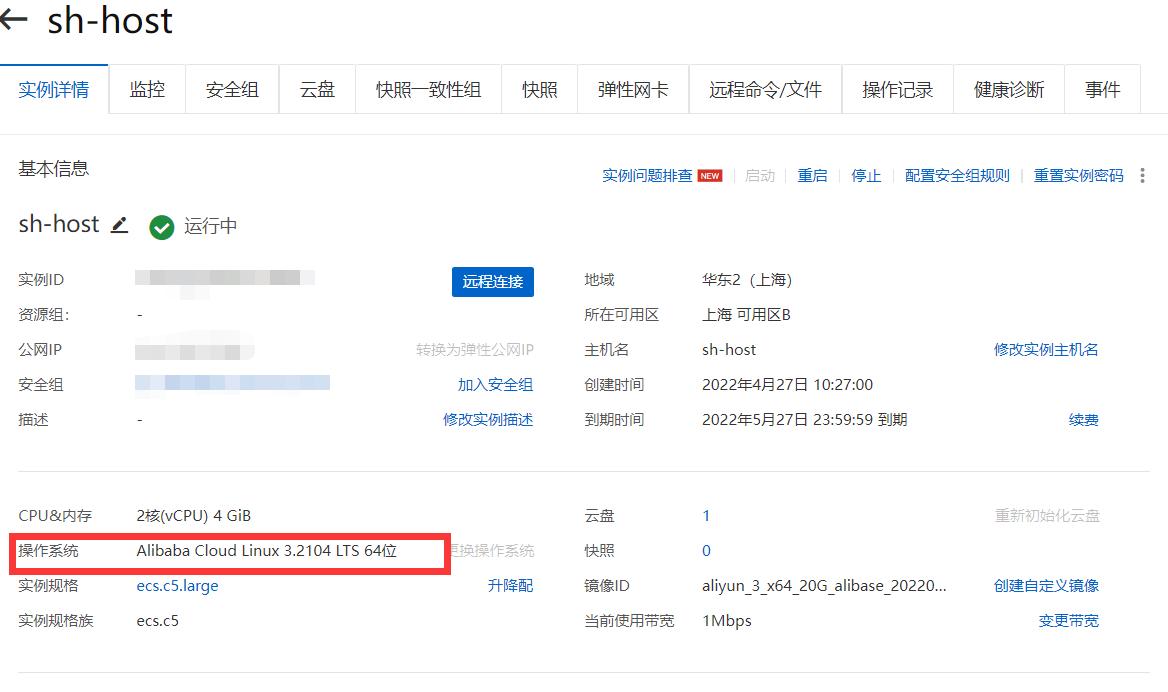 ← sh-host
实例详情 监控 安全组 云盘 快照一致性组 快照 弹性网卡 远程命令/文件 操作记录 健康诊断 事件
基本信息
实例问题排查 NEW 启动 重启 停止 配置安全组规则 重置实例密码
sh-host 运行中
实例ID 远程连接 地域 华东2（上海）
资源组: - 所在可用区 上海 可用区B
公网IP 转换为弹性公网IP 主机名 sh-host 修改实例主机名
安全组 加入安全组 创建时间 2022年4月27日 10:27:00
描述 - 修改实例描述 到期时间 2022年5月27日 23:59:59 到期 续费
CPU&内存 2核(vCPU) 4 GiB 云盘 1 重新初始化云盘
操作系统 Alibaba Cloud Linux 3.2104 LTS 64位 更换操作系统 快照 0
实例规格 ecs.c5.large 升降配 镜像ID aliyun_3_x64_20G_alibase_20220... 创建自定义镜像
实例规格族 ecs.c5 当前使用带宽 1Mbps 变更带宽